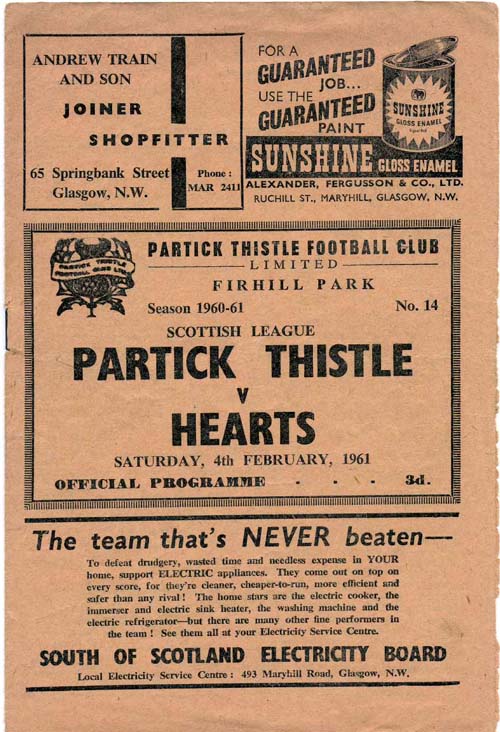 ANDREW TRAIN
AND SON
JOINER
SHOPFITTER
65 Springbank Street
Glasgow, N.W.
Phone :
MAR 2411
FOR A
GUARANTEED
JOB...
USE THE
GUARANTEED
PAINT
SUNSHINE
GLOSS ENAMEL
SUNSHINE GLOSS ENAMEL
ALEXANDER, FERGUSSON & CO., LTD.
RUCHILL ST., MARYHILL, GLASGOW, N.W.
PARTICK THISTLE
FOOTBALL CLUB LTD.
PARTICK THISTLE FOOTBALL CLUB
LIMITED
FIRHILL PARK
Season 1960-61 No. 14
SCOTTISH LEAGUE
PARTICK THISTLE
V
HEARTS
SATURDAY, 4th FEBRUARY, 1961
OFFICIAL PROGRAMME - - - 3d.
The team that's NEVER beaten—
To defeat drudgery, wasted time and needless expense in YOUR
home, support ELECTRIC appliances. They come out on top on
every score, for they're cleaner, cheaper-to-run, more efficient and
safer than any rival ! The home stars are the electric cooker, the
immerser and electric sink heater, the washing machine and the
electric refrigerator—but there are many other fine performers in
the team ! See them all at your Electricity Service Centre.
SOUTH OF SCOTLAND ELECTRICITY BOARD
Local Electricity Service Centre : 493 Maryhill Road, Glasgow, N.W.